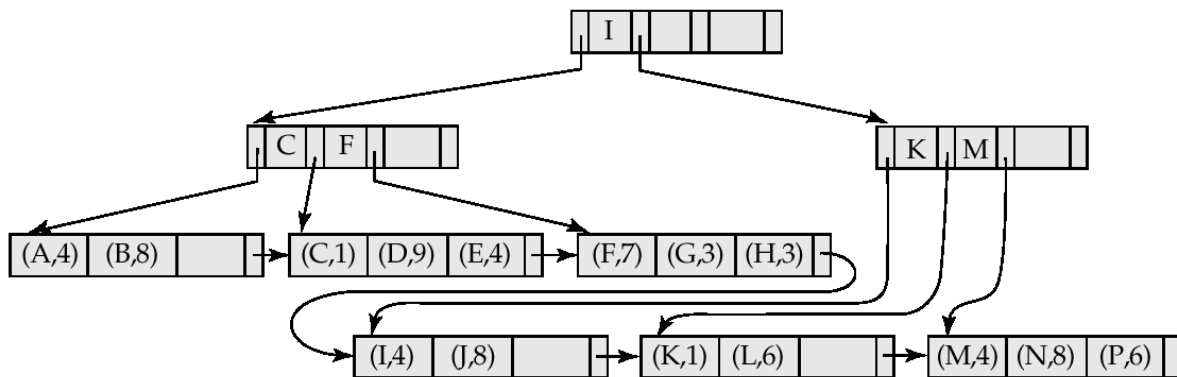 I
C F
K M
(A,4) (B,8) (C,1) (D,9) (E,4) (F,7) (G,3) (H,3)
(I,4) (J,8) (K,1) (L,6) (M,4) (N,8) (P,6)